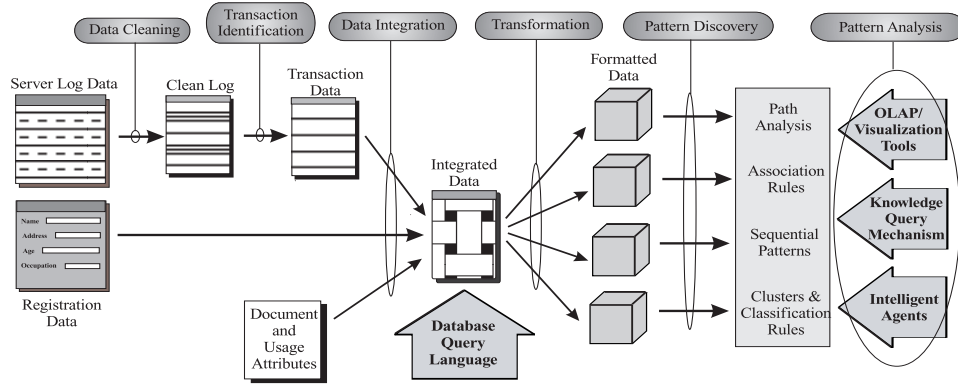 Data Cleaning
Transaction
Identification
Data Integration
Transformation
Pattern Discovery
Pattern Analysis
Server Log Data
Clean Log
Transaction
Data
Formatted
Data
Integrated
Data
Path
Analysis
Association
Rules
Sequential
Patterns
Clusters &
Classification
Rules
OLAP/
Visualization
Tools
Knowledge
Query
Mechanism
Intelligent
Agents
Name
Address
Age
Occupation
Registration
Data
Document
and
Usage
Attributes
Database
Query
Language